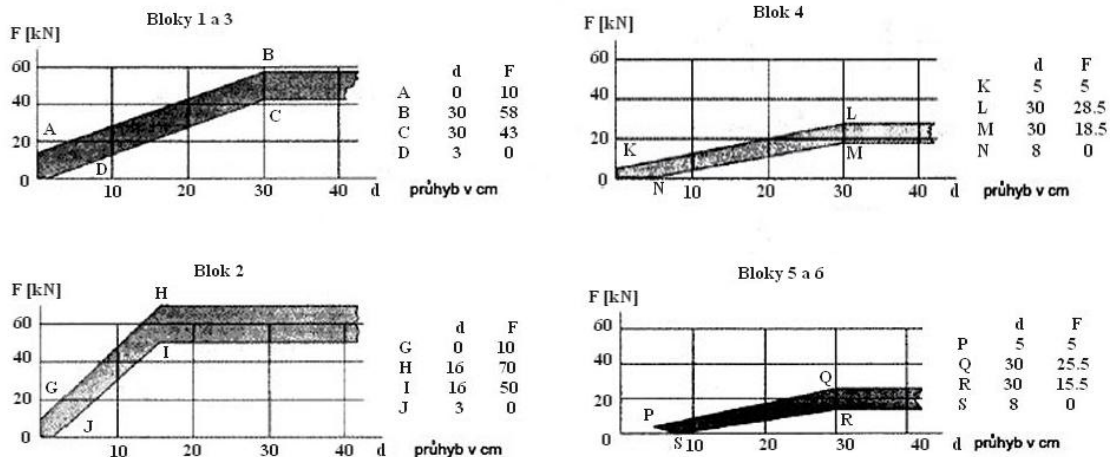 Bloky 1 a 3
F [kN]
60
40
20
0
A
B
C
D
10
20
30
40
d
průhyb v cm
d F
A 0 10
B 30 58
C 30 43
D 3 0
Blok 4
F [kN]
60
40
20
0
K
L
M
N
10
20
30
40
d
průhyb v cm
d F
K 5 5
L 30 28.5
M 30 18.5
N 8 0
Blok 2
F [kN]
60
40
20
0
G
H
I
J
10
20
30
40
d
průhyb v cm
d F
G 0 10
H 16 70
I 16 50
J 3 0
Bloky 5 a 6
F [kN]
60
40
20
0
P
Q
R
S
10
20
30
40
d
průhyb v cm
d F
P 5 5
Q 30 25.5
R 30 15.5
S 8 0